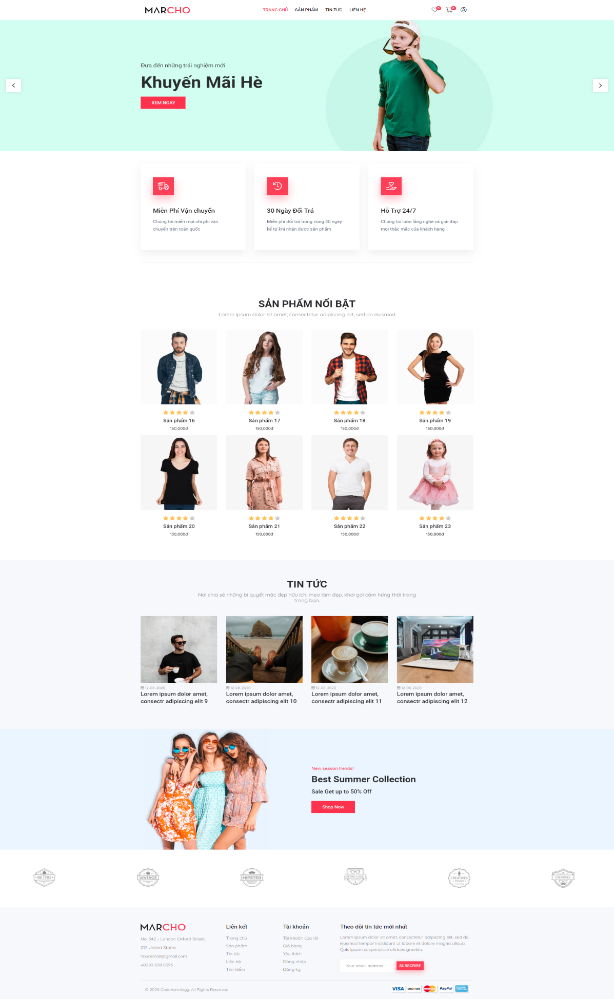 MARCHO
TRANG CHỦ SẢN PHẨM TIN TỨC LIÊN HỆ
0 0
Đưa đến những trải nghiệm mới
Khuyến Mãi Hè
XEM NGAY
Miễn Phí Vận chuyển
Chúng tôi miễn mọi chi phí vận
chuyển trên toàn quốc
30 Ngày Đổi Trả
Miễn phí đổi trả trong vòng 30 ngày
kể từ khi nhận được sản phẩm
Hỗ Trợ 24/7
Chúng tôi luôn lắng nghe và giải đáp
mọi thắc mắc của khách hàng
SẢN PHẨM NỔI BẬT
Lorem ipsum dolor sit amet, consectetur adipiscing elit, sed do eiusmod
Sản phẩm 16
150,000đ
Sản phẩm 17
150,000đ
Sản phẩm 18
150,000đ
Sản phẩm 19
150,000đ
Sản phẩm 20
150,000đ
Sản phẩm 21
150,000đ
Sản phẩm 22
150,000đ
Sản phẩm 23
150,000đ
TIN TỨC
Nơi chia sẻ những bí quyết mặc đẹp hữu ích, mẹo làm đẹp, khơi gợi cảm hứng thời trang
trong bạn.
12-08-2020
Lorem ipsum dolor amet,
consectr adipiscing elit 9
12-08-2020
Lorem ipsum dolor amet,
consectr adipiscing elit 10
12-08-2020
Lorem ipsum dolor amet,
consectr adipiscing elit 11
12-08-2020
Lorem ipsum dolor amet,
consectr adipiscing elit 12
New season trends!
Best Summer Collection
Sale Get up to 50% Off
Shop Now
RETRO
VINTAGE
HIPSTER
PREMIUM
QUALITY
RETRO LOGO
CREATIVES
DESIGN
CREATIVES
MARCHO
No. 342 - London Oxford Street,
012 United States
Youremail@gmail.com
+0283 838 8393
Liên kết
Trang chủ
Sản phẩm
Tin tức
Liên hệ
Tìm kiếm
Tài khoản
Tài khoản của tôi
Giỏ hàng
Yêu thích
Đăng nhập
Đăng ký
Theo dõi tin tức mới nhất
Lorem ipsum dolor sit amet, consectetur adipiscing elit, sed do
eiusmod tempor incididunt ut labore et dolore magna aliqua.
Quis ipsum suspendisse ultrices gravida.
Your email address
SUBSCRIBE
© 2020 CodeAstrology. All Rights Reserved.
VISA DISCOVER MasterCard PayPal